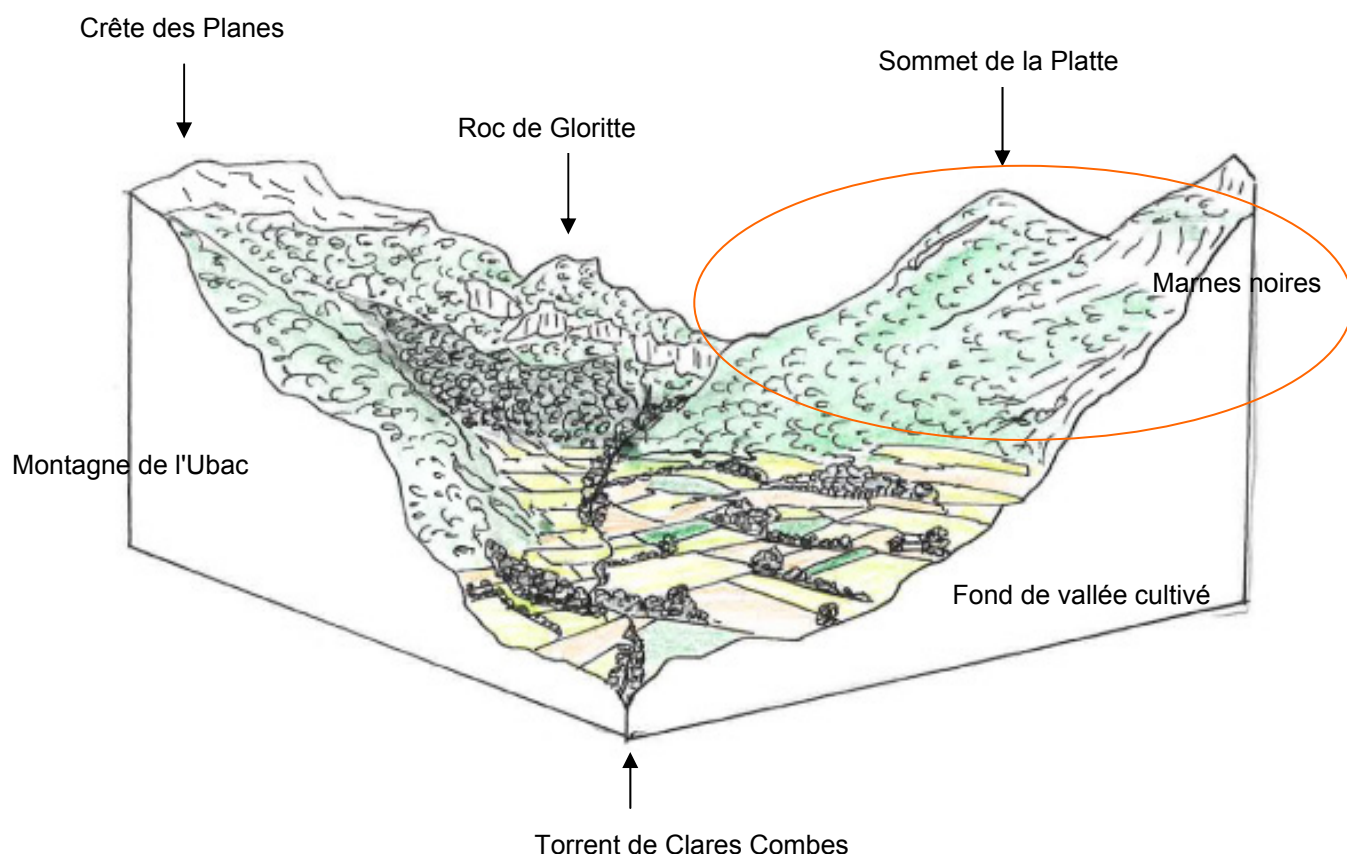 Crête des Planes
Sommet de la Platte
Roc de Gloritte
Marnes noires
Montagne de l'Ubac
Fond de vallée cultivé
Torrent de Clares Combes